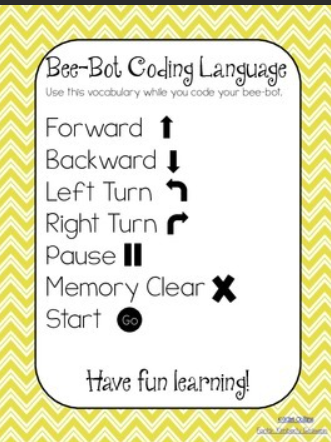 Bee-Bot Coding Language
Use this vocabulary while you code your bee-bot.
Forward
Backward
Left Turn
Right Turn
Pause
Memory Clear
Start Go
Have fun learning!